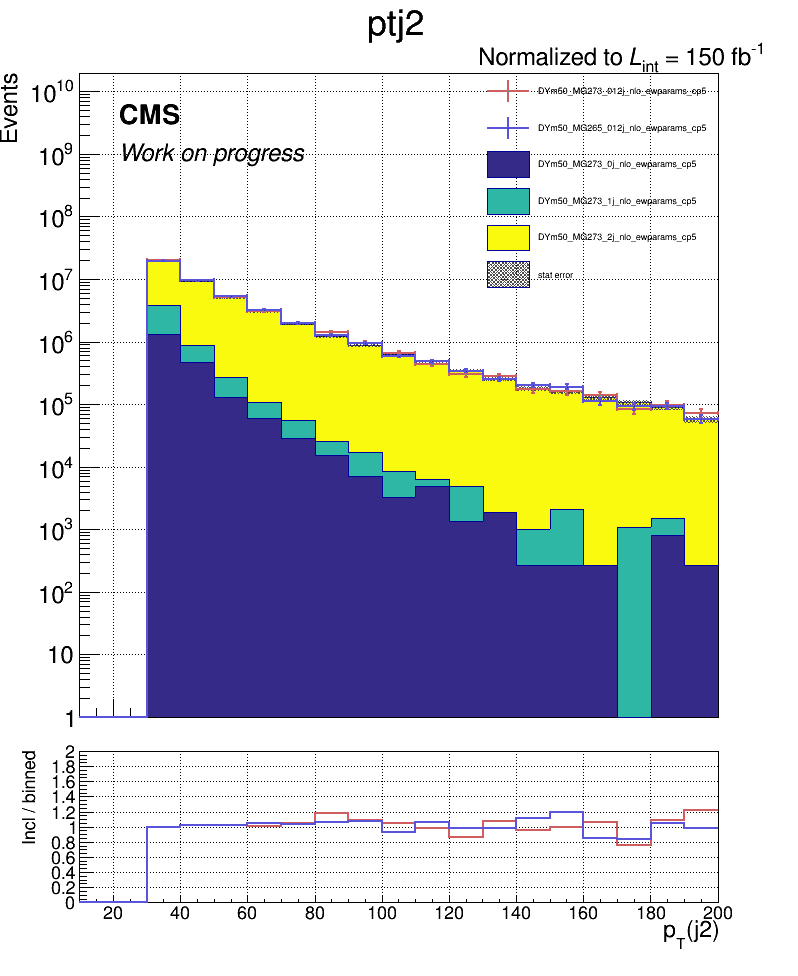 ptj2
Normalized to Lint = 150 fb-1
Events
CMS
Work on progress
DYm50_MG273_012j_nlo_ewparams_cp5
DYm50_MG265_012j_nlo_ewparams_cp5
DYm50_MG273_0j_nlo_ewparams_cp5
DYm50_MG273_1j_nlo_ewparams_cp5
DYm50_MG273_2j_nlo_ewparams_cp5
stat error
10^10
10^9
10^8
10^7
10^6
10^5
10^4
10^3
10^2
10
1
Incl / binned
2
1.8
1.6
1.4
1.2
1
0.8
0.6
0.4
0.2
0
20 40 60 80 100 120 140 160 180 200
pT(j2)